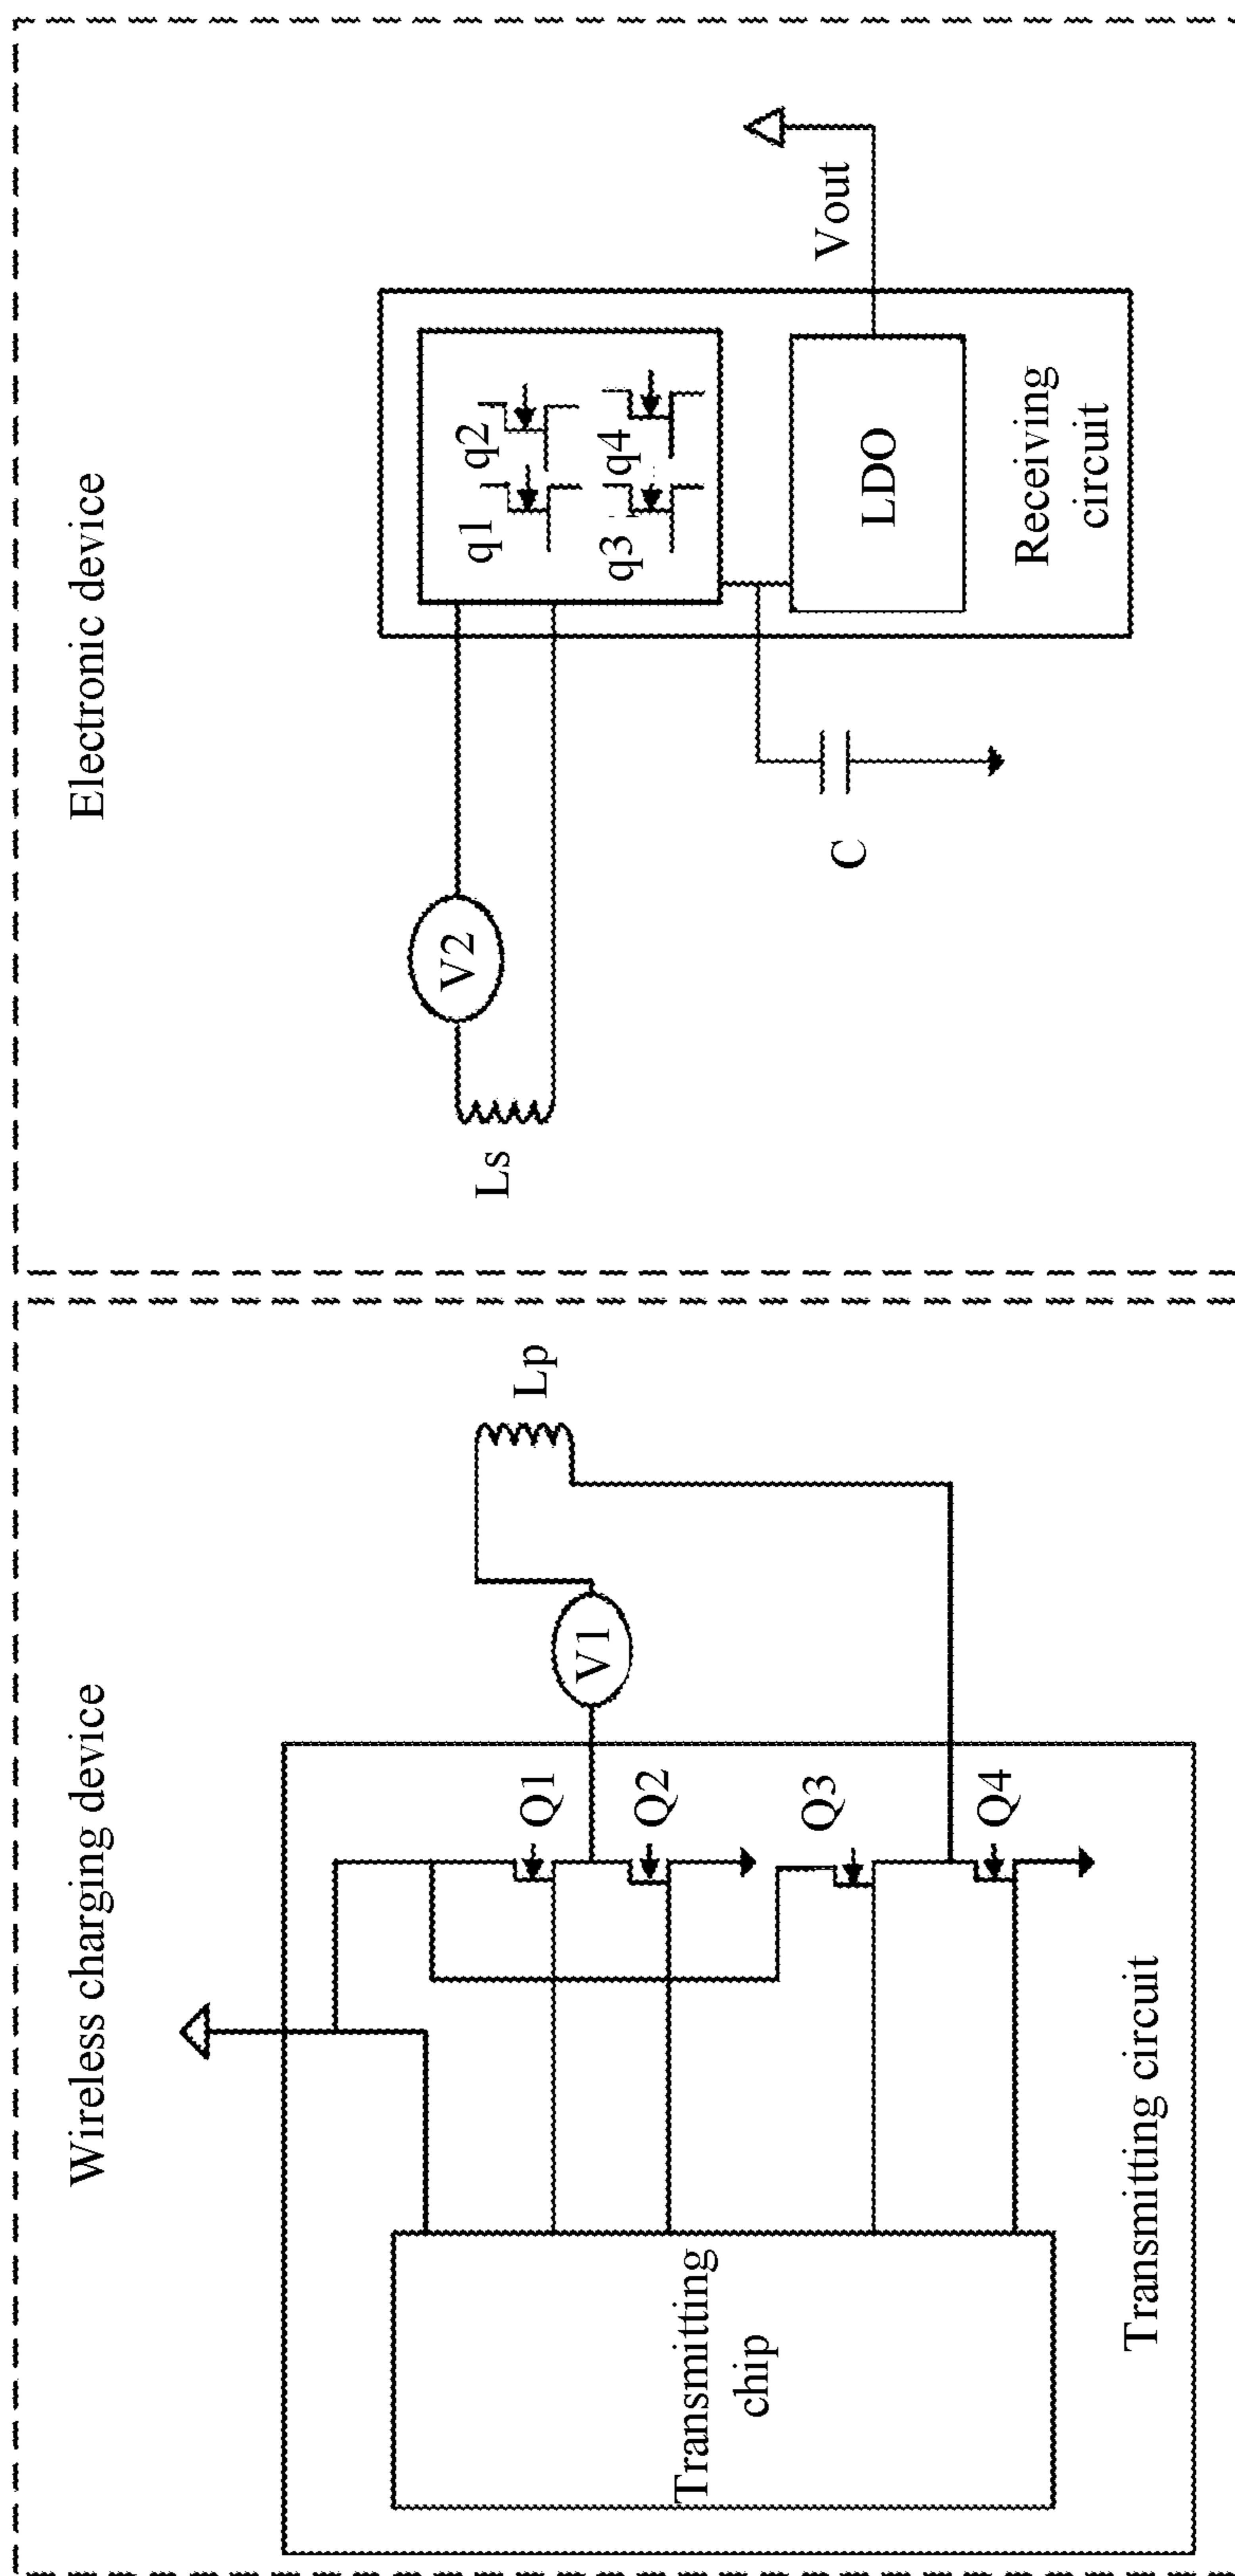 Wireless charging device
Transmitting
chip
Q1
Q2
Q3
Q4
V1
Lp
Transmitting circuit
Electronic device
Ls
V2
C
q1
q2
q3
q4
LDO
Receiving
circuit
Vout